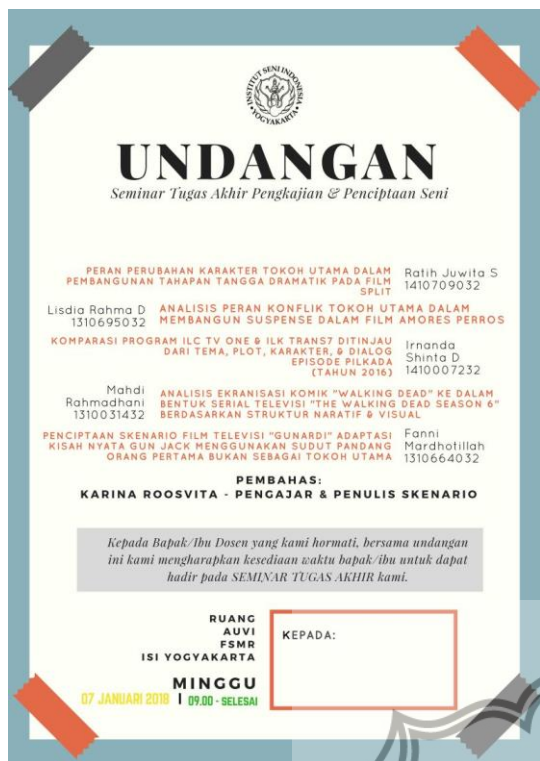 INSTITUT SENI INDONESIA
YOGYAKARTA
UNDANGAN
Seminar Tugas Akhir Pengkajian & Penciptaan Seni
PERAN PERUBAHAN KARAKTER TOKOH UTAMA DALAM
PEMBANGUNAN TAHAPAN TANGGA DRAMATIK PADA FILM
SPLIT
Ratih Juwita S
1410709032
Lisdia Rahma D
1310695032
ANALISIS PERAN KONFLIK TOKOH UTAMA DALAM
MEMBANGUN SUSPENSE DALAM FILM AMORES PERROS
KOMPARASI PROGRAM ILC TV ONE & ILK TRANS7 DITINJAU
DARI TEMA, PLOT, KARAKTER, & DIALOG
EPISODE PILKADA
(TAHUN 2016)
Irnanda
Shinta D
1410007232
Mahdi
Rahmadhani
1310031432
ANALISIS EKRANISASI KOMIK "WALKING DEAD" KE DALAM
BENTUK SERIAL TELEVISI "THE WALKING DEAD SEASON 6"
BERDASARKAN STRUKTUR NARATIF & VISUAL
PENCIPTAAN SKENARIO FILM TELEVISI "GUNARDI" ADAPTASI
KISAH NYATA GUN JACK MENGGUNAKAN SUDUT PANDANG
ORANG PERTAMA BUKAN SEBAGAI TOKOH UTAMA
Fanni
Mardhotillah
1310664032
PEMBAHAS:
KARINA ROOSVITA - PENGAJAR & PENULIS SKENARIO
Kepada Bapak/Ibu Dosen yang kami hormati, bersama undangan
ini kami mengharapkan kesediaan waktu bapak/ibu untuk dapat
hadir pada SEMINAR TUGAS AKHIR kami.
RUANG
AUVI
FSMR
ISI YOGYAKARTA
MINGGU
07 JANUARI 2018 | 09.00 - SELESAI
KEPADA: